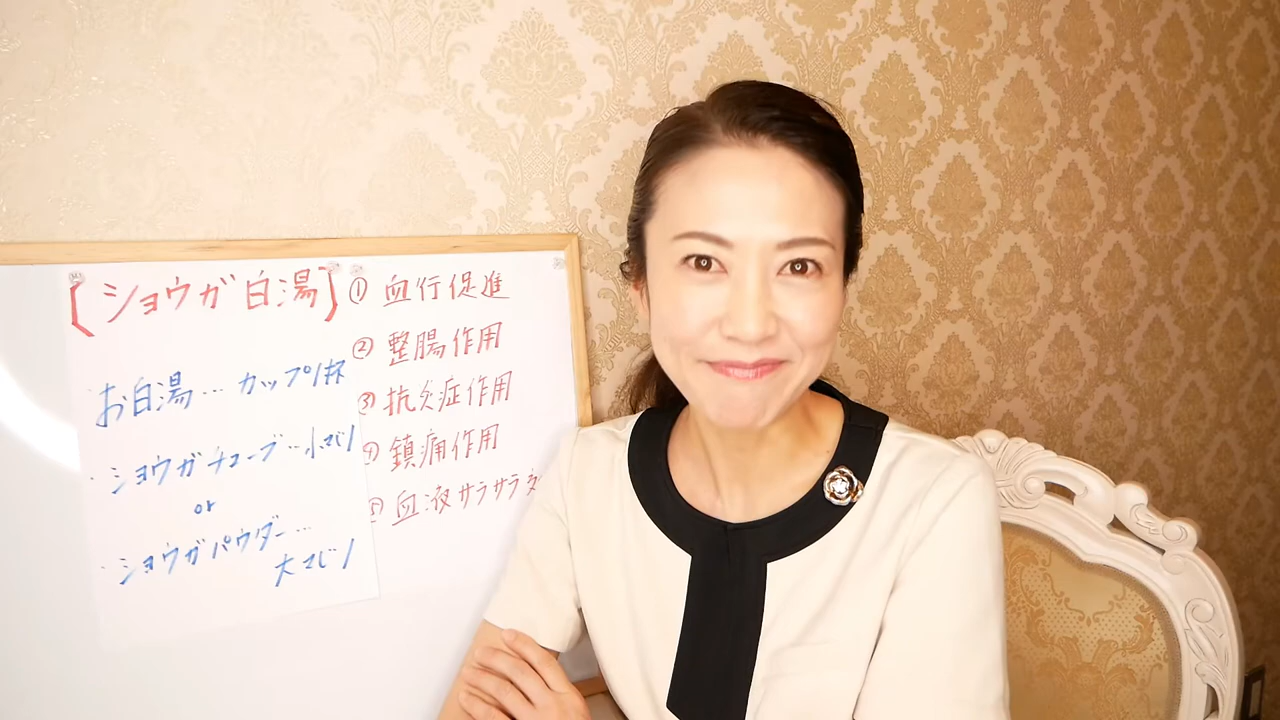 【ショウガ白湯】
・お白湯…カップ1杯
・ショウガチューブ…小さじ1
or
・ショウガパウダー…
大さじ1
① 血行促進
② 整腸作用
③ 抗炎症作用
④ 鎮痛作用
⑤ 血液サラサラ